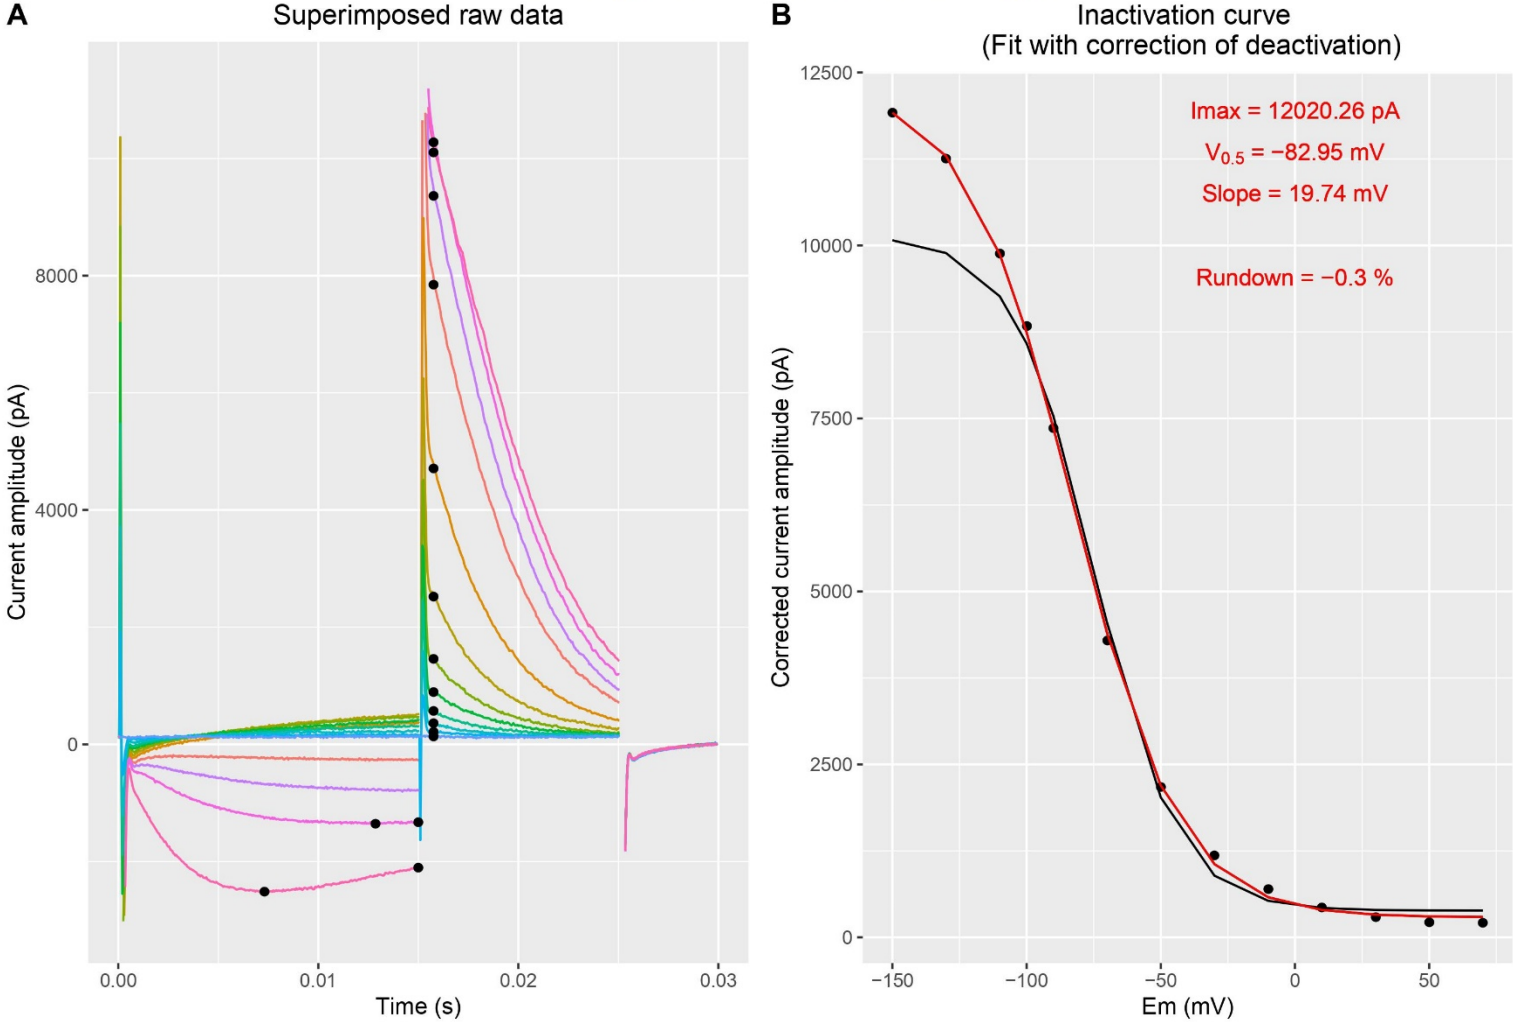 A
Superimposed raw data
Current amplitude (pA)
8000
4000
0
0.00
0.01
0.02
0.03
Time (s)
B
Inactivation curve
(Fit with correction of deactivation)
Corrected current amplitude (pA)
12500
10000
7500
5000
2500
0
Imax = 12020.26 pA
V0.5 = −82.95 mV
Slope = 19.74 mV
Rundown = −0.3 %
−150
−100
−50
0
50
Em (mV)